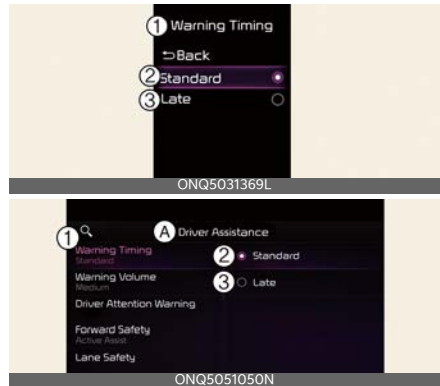 ① Warning Timing
Back
② Standard
③ Late
ONQ5031369L
Ⓐ Driver Assistance
① Warning Timing
Standard
② Standard
Warning Volume
Medium
③ Late
Driver Attention Warning
Forward Safety
Active Assist
Lane Safety
ONQ5051050N